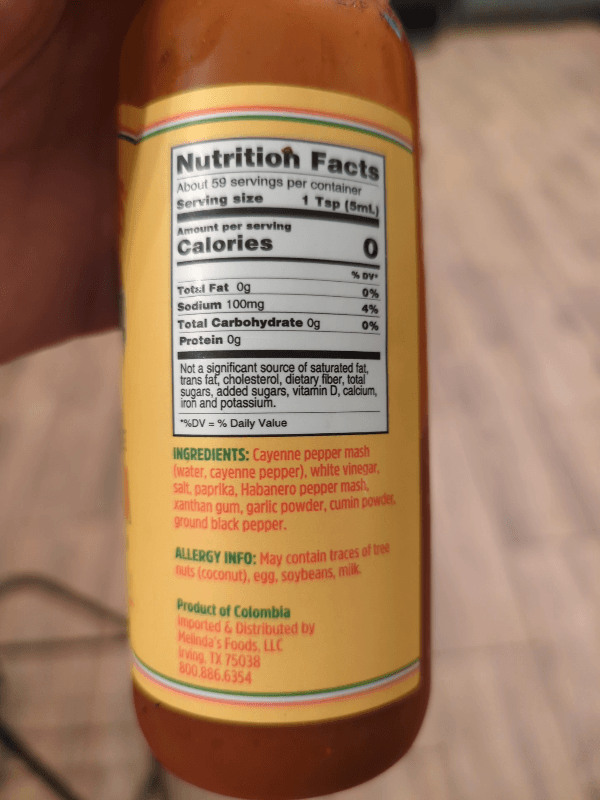 Nutrition Facts
About 59 servings per container
Serving size 1 Tsp (5mL)
Amount per serving
Calories 0
% DV*
Total Fat 0g 0%
Sodium 100mg 4%
Total Carbohydrate 0g 0%
Protein 0g
Not a significant source of saturated fat,
trans fat, cholesterol, dietary fiber, total
sugars, added sugars, vitamin D, calcium,
iron and potassium.
*%DV = % Daily Value
INGREDIENTS: Cayenne pepper mash
(water, cayenne pepper), white vinegar,
salt, paprika, Habanero pepper mash,
xanthan gum, garlic powder, cumin powder,
ground black pepper.
ALLERGY INFO: May contain traces of tree
nuts (coconut), egg, soybeans, milk.
Product of Colombia
Imported & Distributed by
Melinda's Foods, LLC
Irving, TX 75038
800.886.6354